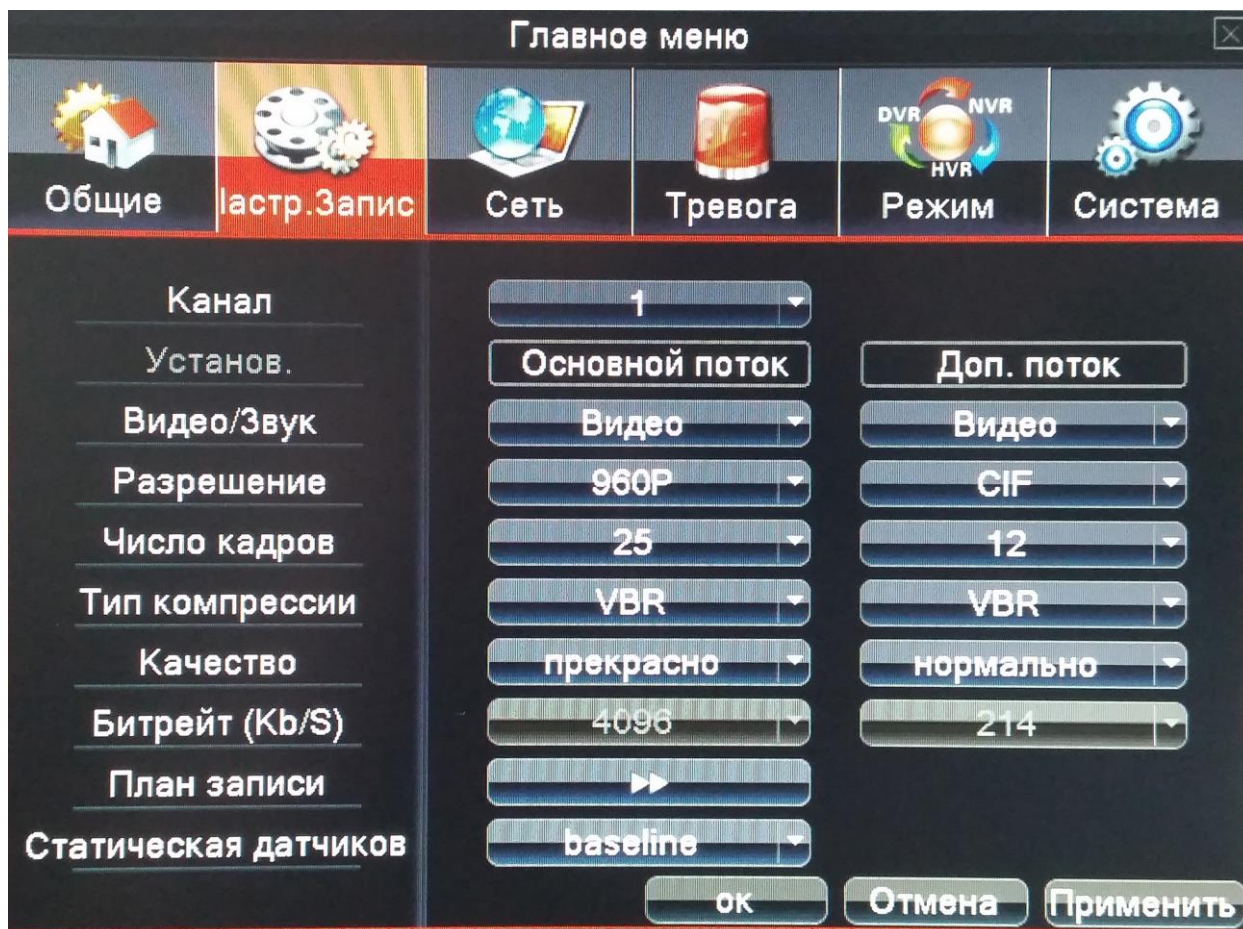 Главное меню
DVR NVR
HVR
Общие Настр.Запис Сеть Тревога Режим Система
Канал 1
Установ. Основной поток Доп. поток
Видео/Звук Видео Видео
Разрешение 960P CIF
Число кадров 25 12
Тип компрессии VBR VBR
Качество прекрасно нормально
Битрейт (Kb/S) 4096 214
План записи
Статическая датчиков baseline
ок Отмена Применить